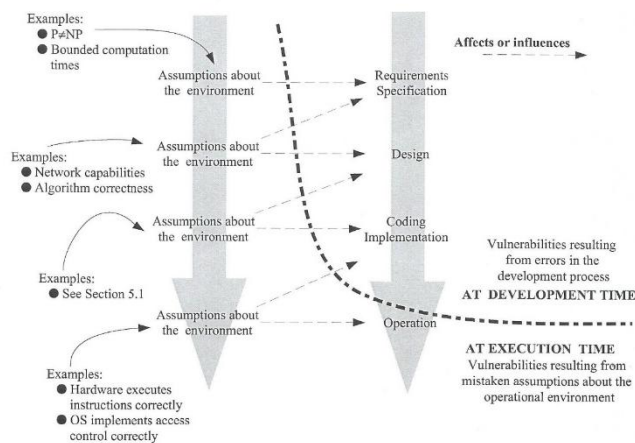 Examples:
● P≠NP
● Bounded computation
times
Affects or influences
Assumptions about
the environment
Requirements
Specification
Assumptions about
the environment
Design
Examples:
● Network capabilities
● Algorithm correctness
Assumptions about
the environment
Coding
Implementation
Vulnerabilities resulting
from errors in the
development process
Examples:
● See Section 5.1
AT DEVELOPMENT TIME
Assumptions about
the environment
Operation
AT EXECUTION TIME
Vulnerabilities resulting from
mistaken assumptions about the
operational environment
Examples:
● Hardware executes
instructions correctly
● OS implements access
control correctly